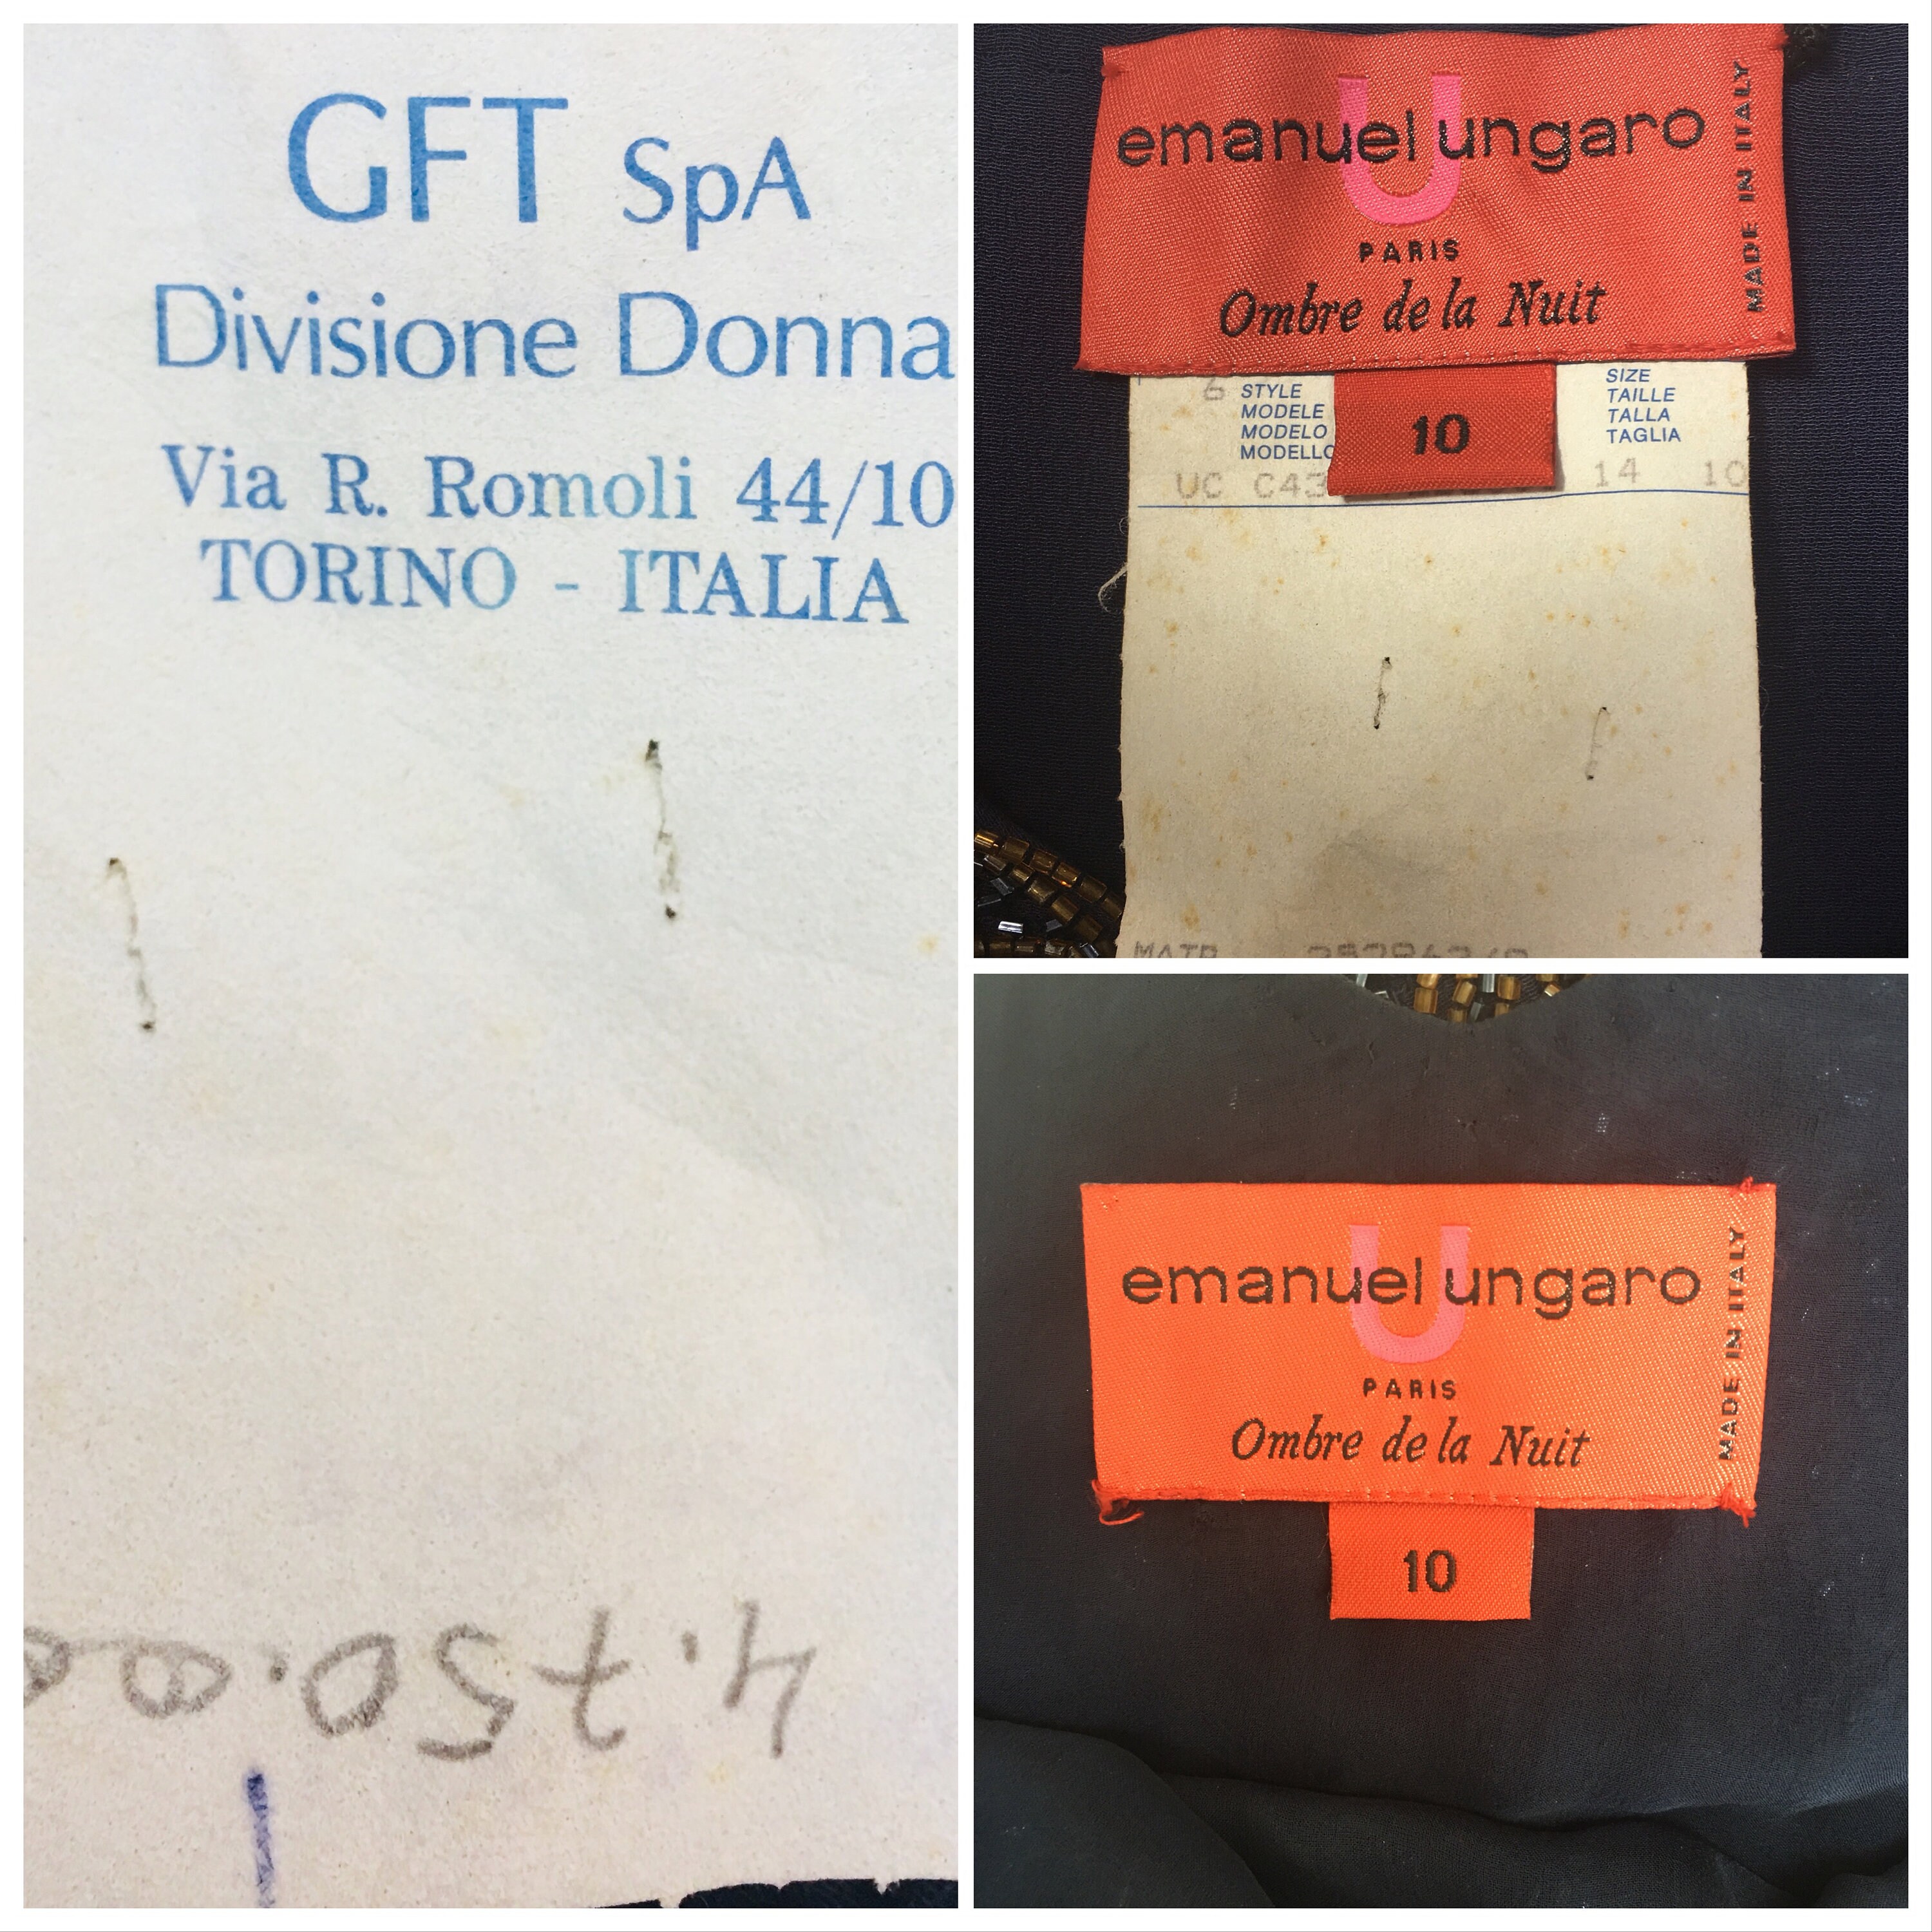 GFT SpA
Divisione Donna
Via R. Romoli 44/10
TORINO - ITALIA
4.750.00
emanuel ungaro
U
PARIS
Ombre de la Nuit
MADE IN ITALY
6
STYLE
MODELE
MODELO
MODELLO
10
SIZE
TAILLE
TALLA
TAGLIA
UC C43 14 10
MATR
emanuel ungaro
U
PARIS
Ombre de la Nuit
MADE IN ITALY
10